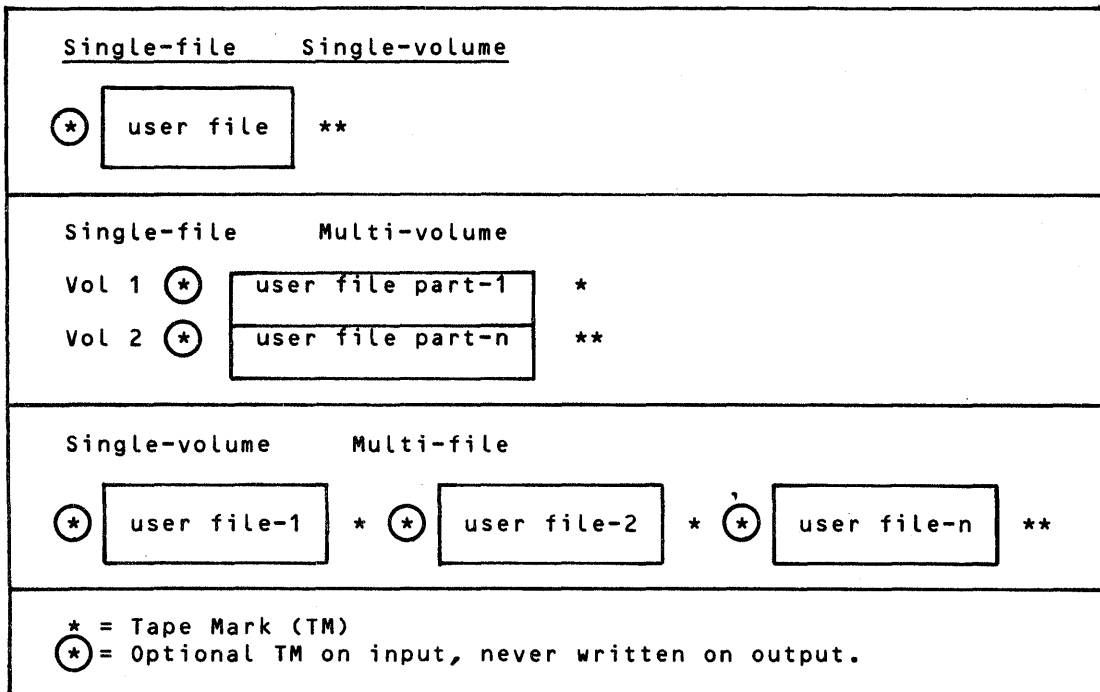 Single-file Single-volume
* user file **
Single-file Multi-volume
Vol 1 * user file part-1 *
Vol 2 * user file part-n **
Single-volume Multi-file
* user file-1 * * user file-2 * * user file-n **
* = Tape Mark (TM)
* = Optional TM on input, never written on output.